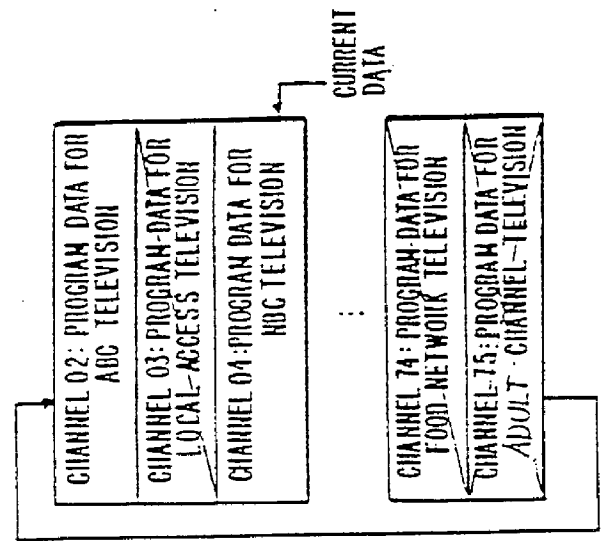 CHANNEL 02: PROGRAM DATA FOR
ABC TELEVISION
CHANNEL 03: PROGRAM DATA FOR
LOCAL ACCESS TELEVISION
CHANNEL 04: PROGRAM DATA FOR
NBC TELEVISION
...
CHANNEL 74: PROGRAM DATA FOR
FOOD NETWORK TELEVISION
CHANNEL 75: PROGRAM DATA FOR
ADULT CHANNEL TELEVISION
CURRENT
DATA